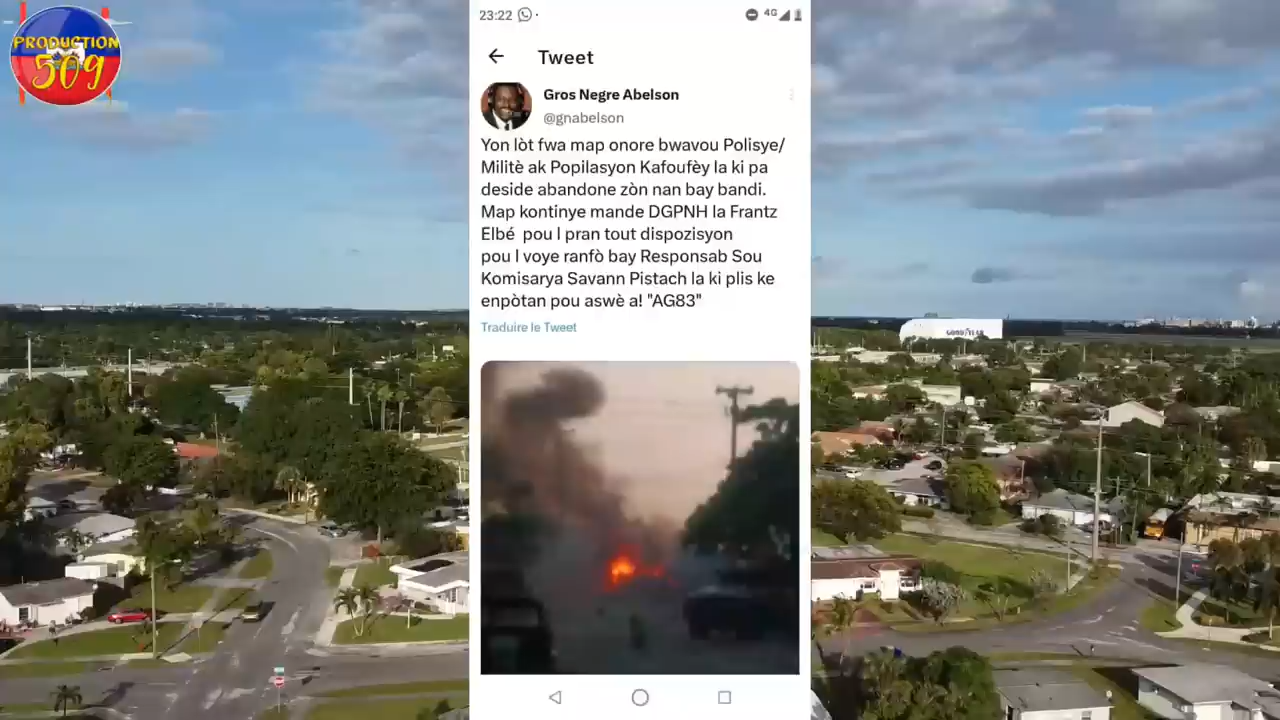 PRODUCTION
509
23:22
4G
Tweet
Gros Negre Abelson
@gnabelson
Yon lòt fwa map onore bwavou Polisye/
Militè ak Popilasyon Kafoufèy la ki pa
deside abandone zòn nan bay bandi.
Map kontinye mande DGPNH la Frantz
Elbé pou l pran tout dispozisyon
pou l voye ranfò bay Responsab Sou
Komisarya Savann Pistach la ki plis ke
enpòtan pou aswè a! "AG83"
Traduire le Tweet
GOODYEAR